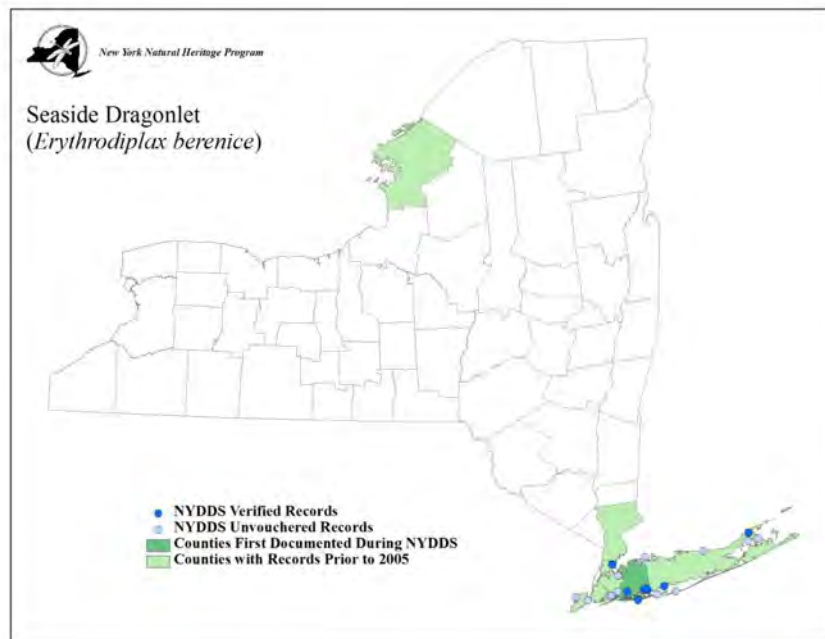 New York Natural Heritage Program
Seaside Dragonlet
(Erythrodiplax berenice)
NYDDS Verified Records
NYDDS Unvouchered Records
Counties First Documented During NYDDS
Counties with Records Prior to 2005